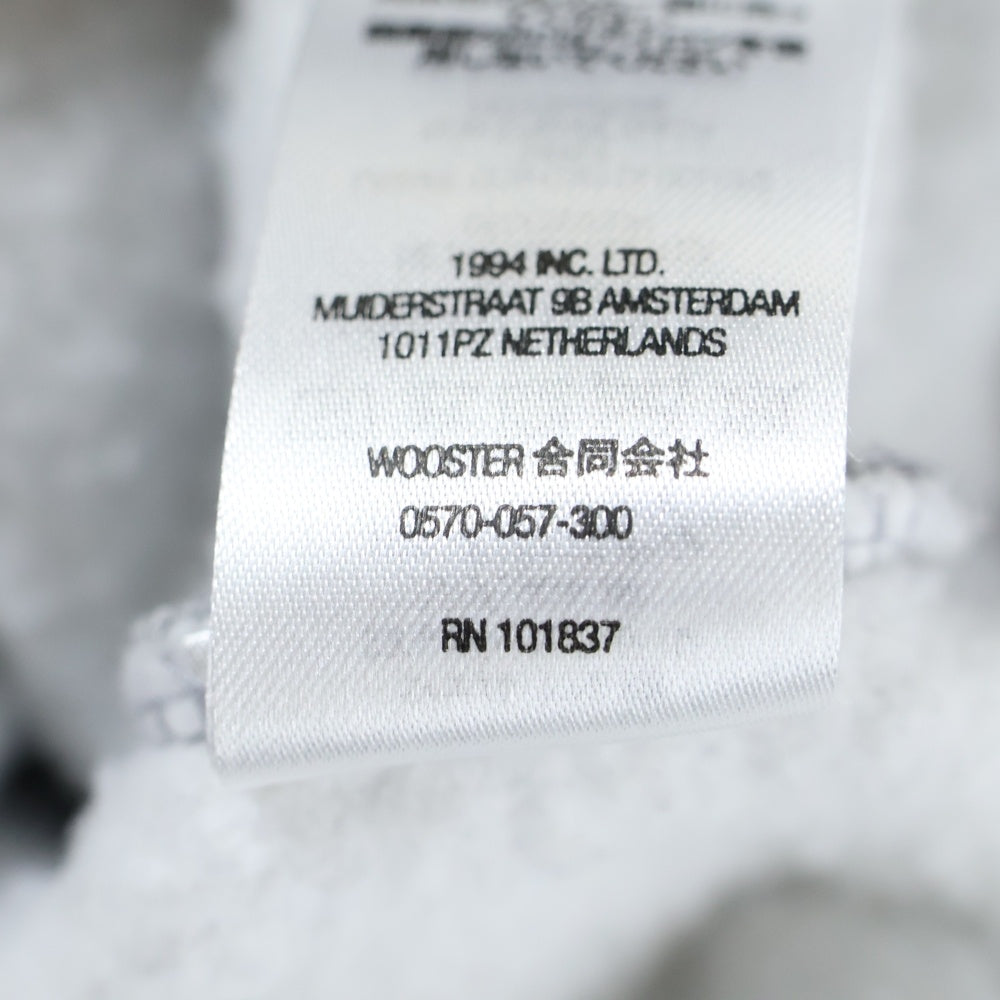 1994 INC. LTD.
MUIDERSTRAAT 9B AMSTERDAM
1011PZ NETHERLANDS
WOOSTER 合同会社
0570-057-300
RN 101837